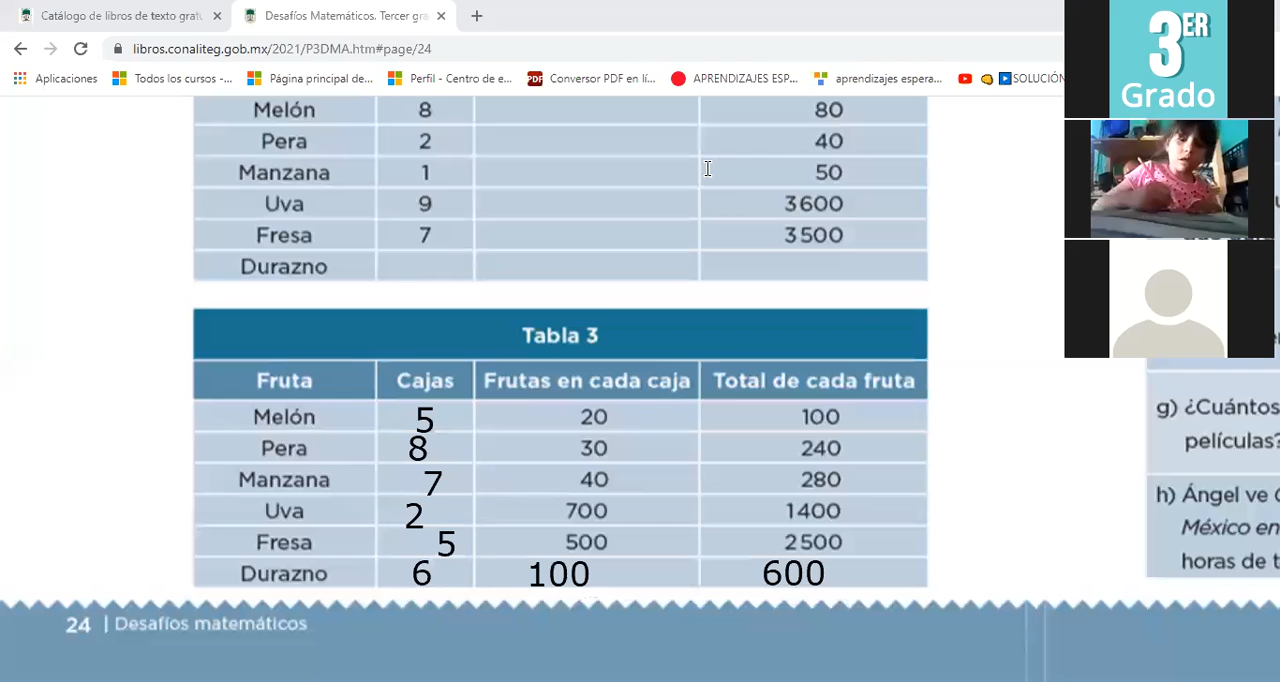 Catálogo de libros de texto gratu
Desafíos Matemáticos. Tercer gra
libros.conaliteg.gob.mx/2021/P3DMA.htm#page/24
Aplicaciones Todos los cursos -... Página principal de... Perfil - Centro de e... PDF Conversor PDF en lí... APRENDIZAJES ESP... aprendizajes espera... SOLUCIÓN
3ER
Grado
Melón 8 80
Pera 2 40
Manzana 1 50
Uva 9 3600
Fresa 7 3500
Durazno
Tabla 3
Fruta Cajas Frutas en cada caja Total de cada fruta
Melón 5 20 100
Pera 8 30 240
Manzana 7 40 280
Uva 2 700 1400
Fresa 5 500 2500
Durazno 6 100 600
24 | Desafíos matemáticos
g) ¿Cuántos
películas?
h) Ángel ve
México en
horas de t